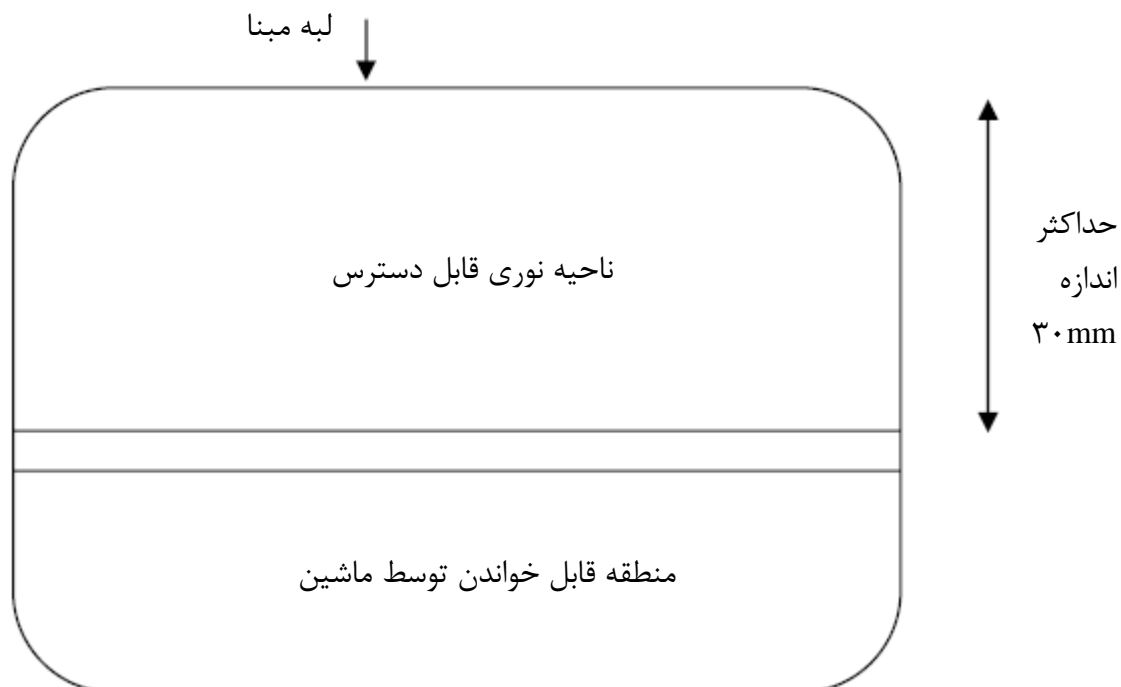 لبه مبنا
ناحیه نوری قابل دسترس
حداکثر
اندازه
۳۰mm
منطقه قابل خواندن توسط ماشین